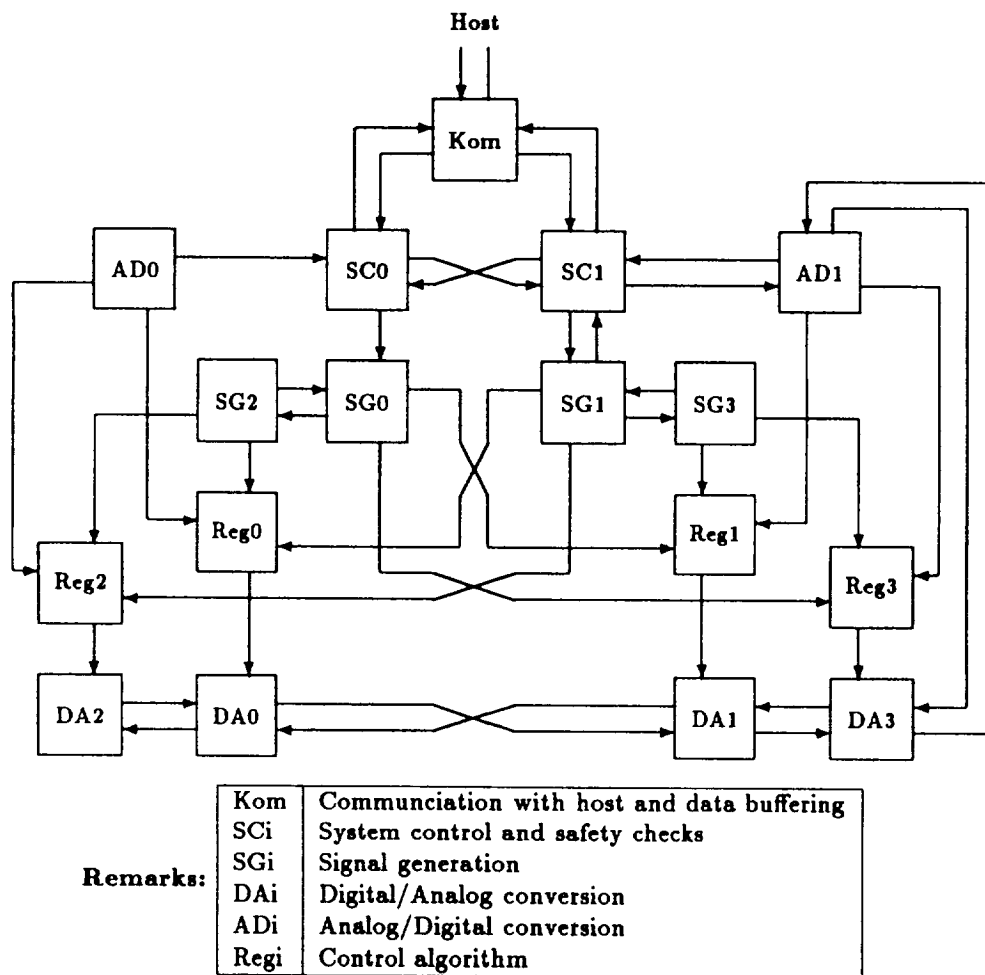 Host
Kom
AD0
SC0
SC1
AD1
SG2
SG0
SG1
SG3
Reg0
Reg1
Reg2
Reg3
DA2
DA0
DA1
DA3
Remarks:
Kom Communciation with host and data buffering
SCi System control and safety checks
SGi Signal generation
DAi Digital/Analog conversion
ADi Analog/Digital conversion
Regi Control algorithm